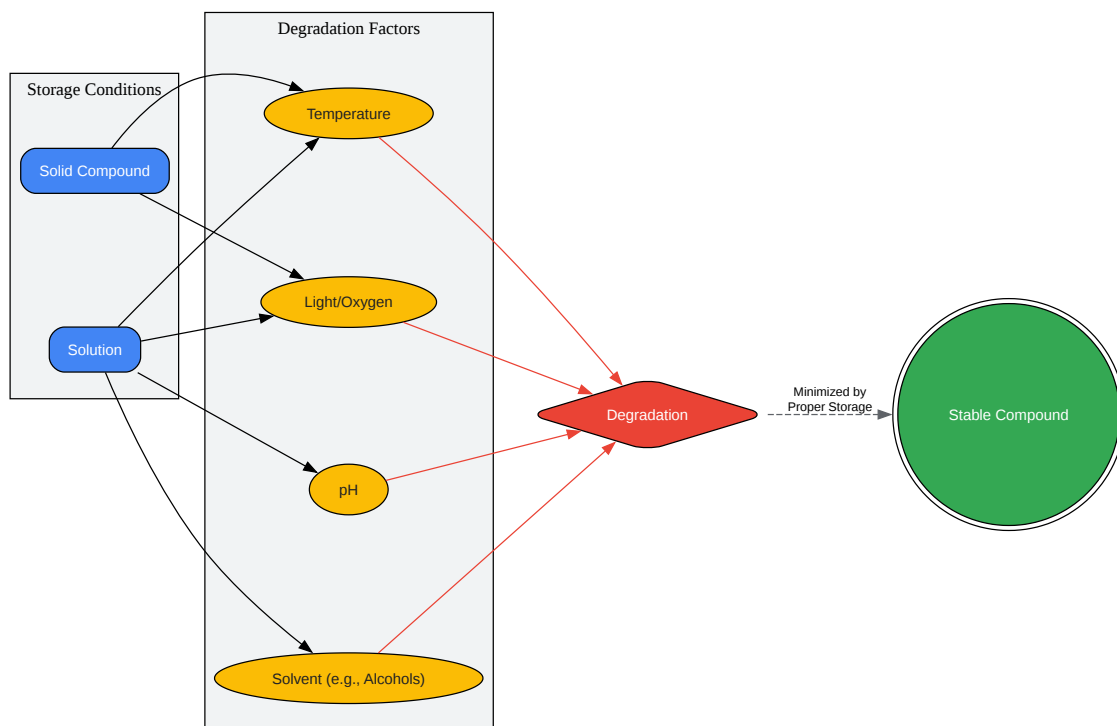 Degradation Factors
Storage Conditions
Temperature
Solid Compound
Light/Oxygen
Solution
Minimized by
Proper Storage
Degradation
Stable Compound
pH
Solvent (e.g., Alcohols)